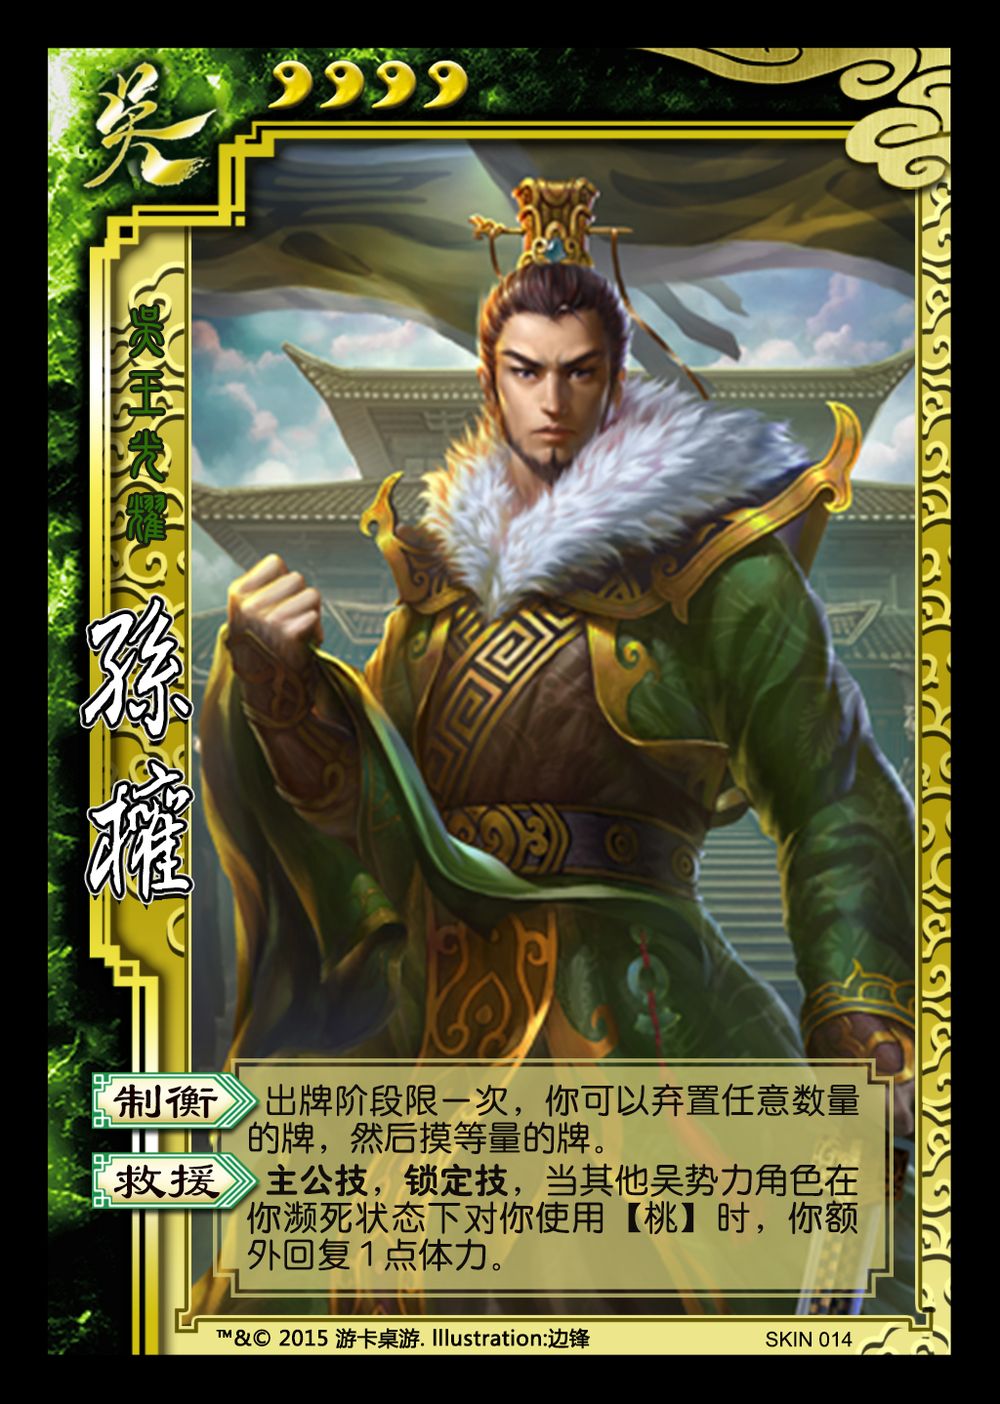 吴
吳王光耀
孫權
制衡
出牌阶段限一次，你可以弃置任意数量
的牌，然后摸等量的牌。
救援
主公技，锁定技，当其他吴势力角色在
你濒死状态下对你使用【桃】时，你额
外回复1点体力。
™&© 2015 游卡桌游. Illustration:边锋
SKIN 014